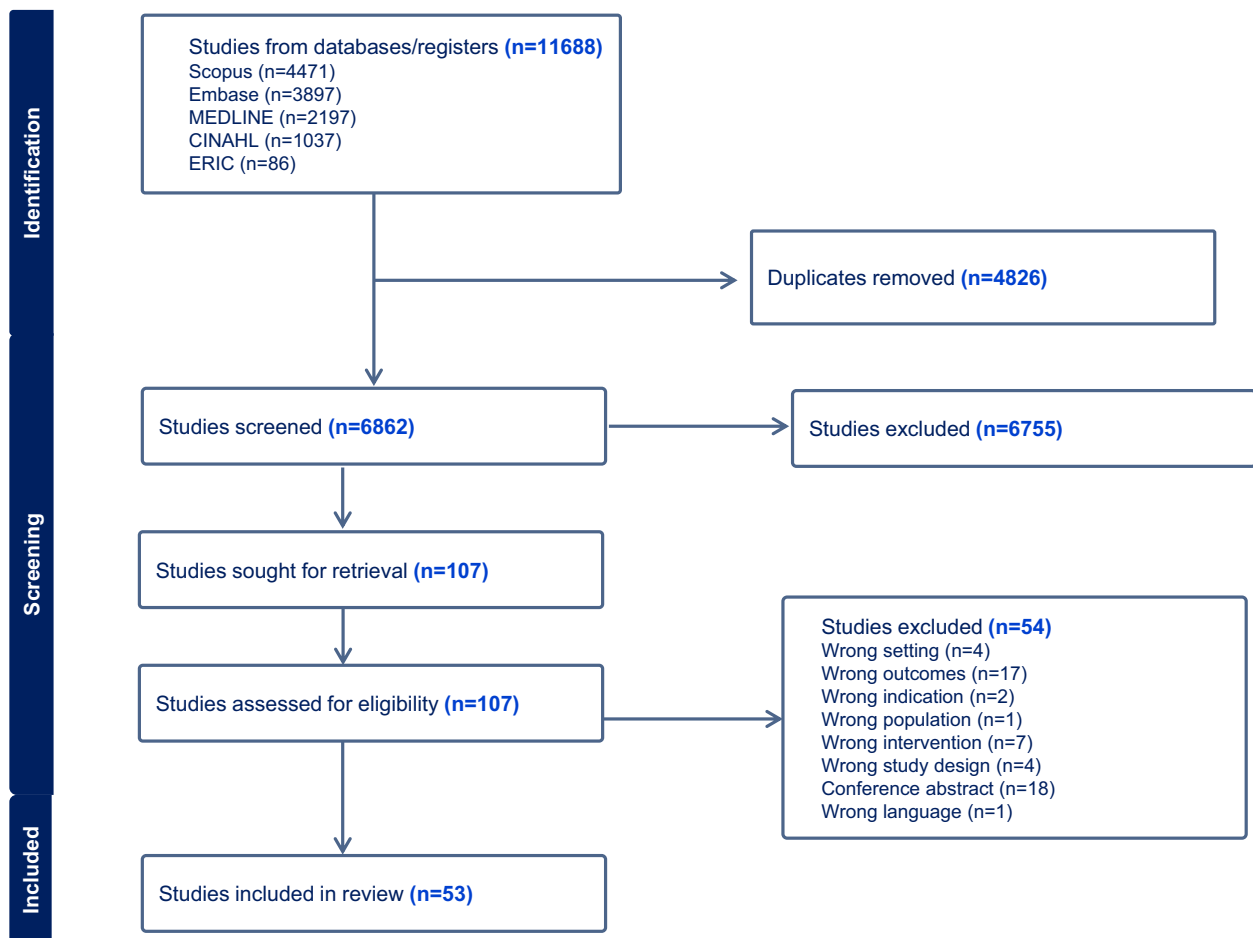 Identification
Studies from databases/registers (n=11688)
Scopus (n=4471)
Embase (n=3897)
MEDLINE (n=2197)
CINAHL (n=1037)
ERIC (n=86)
Duplicates removed (n=4826)
Screening
Studies screened (n=6862)
Studies excluded (n=6755)
Studies sought for retrieval (n=107)
Studies assessed for eligibility (n=107)
Studies excluded (n=54)
Wrong setting (n=4)
Wrong outcomes (n=17)
Wrong indication (n=2)
Wrong population (n=1)
Wrong intervention (n=7)
Wrong study design (n=4)
Conference abstract (n=18)
Wrong language (n=1)
Included
Studies included in review (n=53)